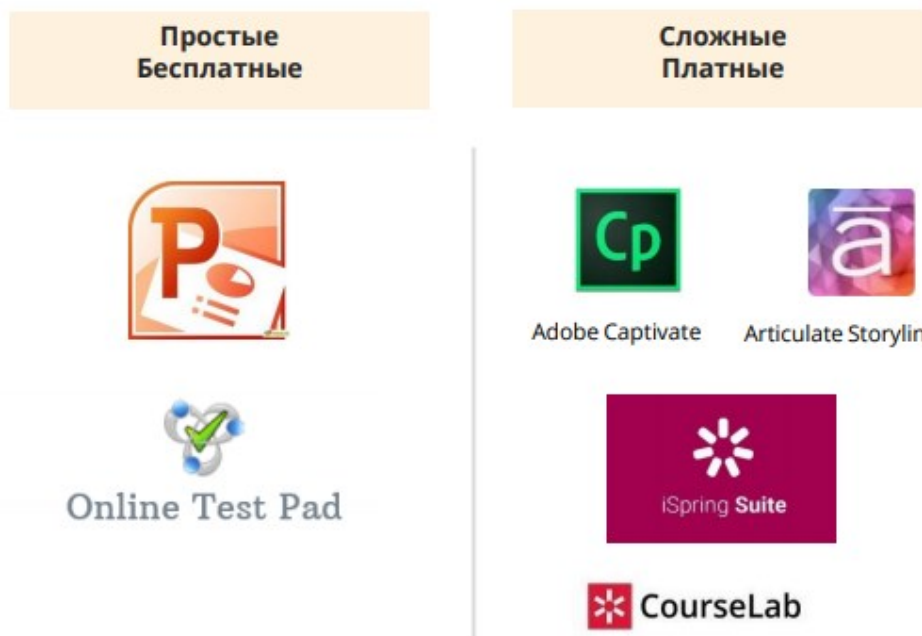 Простые
Бесплатные
Сложные
Платные
P
Cp
a
Adobe Captivate
Articulate Storylin
Online Test Pad
iSpring Suite
CourseLab